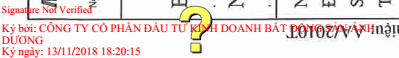 Signature Not Verified
Ký bởi: CÔNG TY CỔ PHẦN ĐẦU TƯ KINH DOANH BẤT ĐỘNG SẢN ÁNH
DƯƠNG
Ký ngày: 13/11/2018 18:20:15